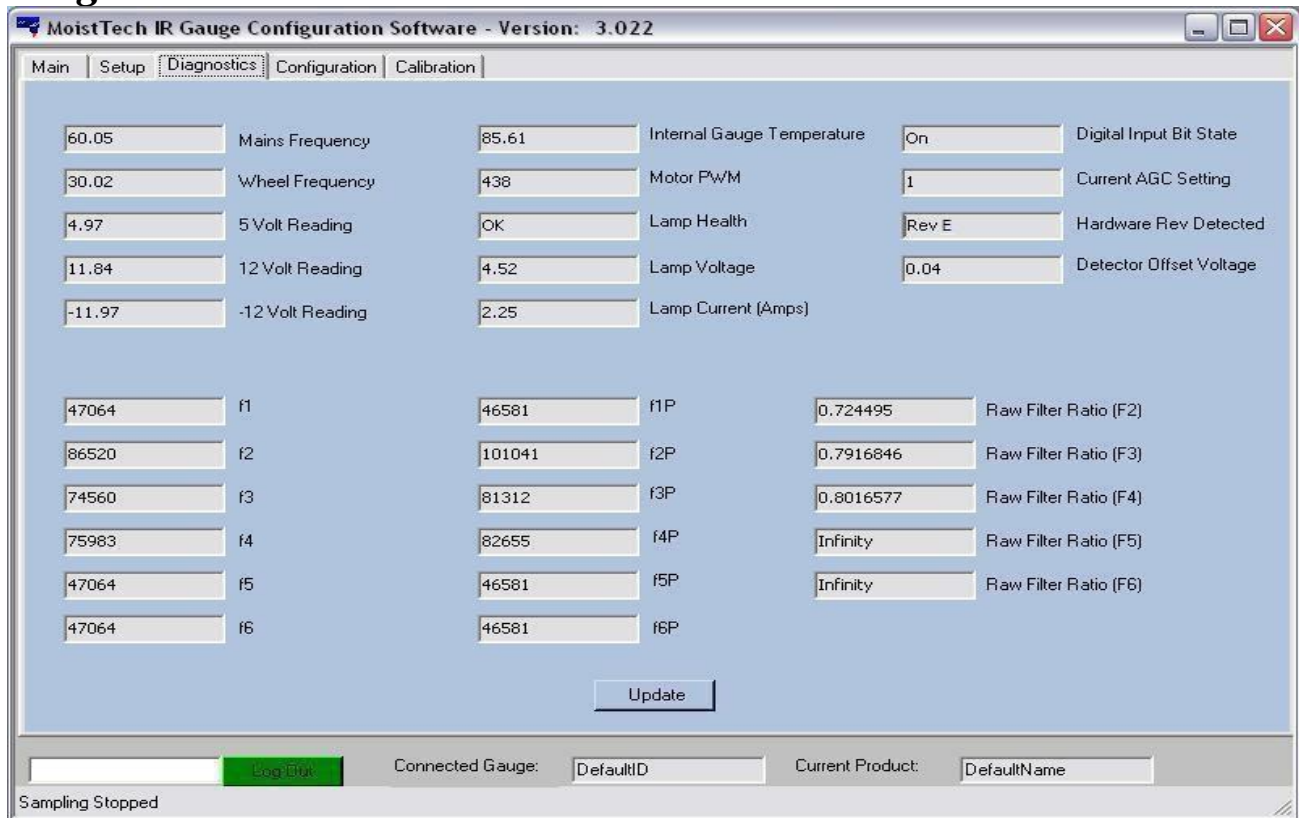 MoistTech IR Gauge Configuration Software - Version: 3.022
Main Setup Diagnostics Configuration Calibration
60.05 Mains Frequency 85.61 Internal Gauge Temperature On Digital Input Bit State
30.02 Wheel Frequency 438 Motor PWM 1 Current AGC Setting
4.97 5 Volt Reading OK Lamp Health Rev E Hardware Rev Detected
11.84 12 Volt Reading 4.52 Lamp Voltage 0.04 Detector Offset Voltage
-11.97 -12 Volt Reading 2.25 Lamp Current (Amps)
47064 f1 46581 f1P 0.724495 Raw Filter Ratio (F2)
86520 f2 101041 f2P 0.7916846 Raw Filter Ratio (F3)
74560 f3 81312 f3P 0.8016577 Raw Filter Ratio (F4)
75983 f4 82655 f4P Infinity Raw Filter Ratio (F5)
47064 f5 46581 f5P Infinity Raw Filter Ratio (F6)
47064 f6 46581 f6P
Update
Log Out Connected Gauge: DefaultID Current Product: DefaultName
Sampling Stopped